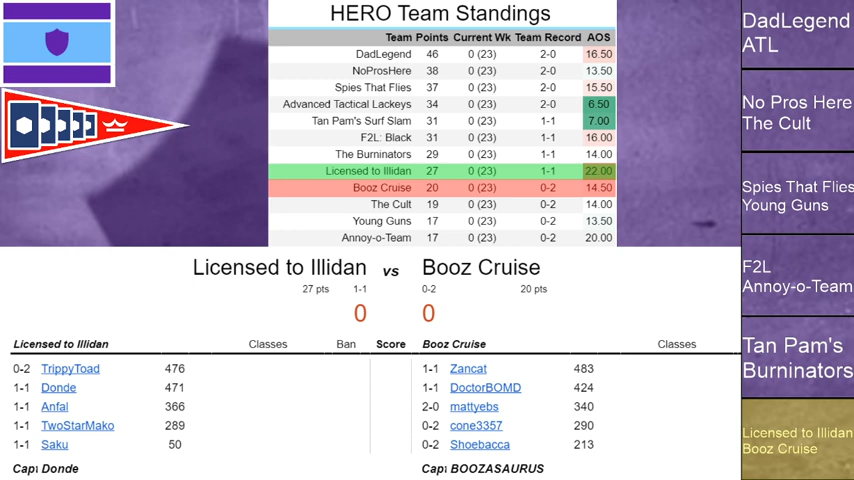 HERO Team Standings
Team Points Current Wk Team Record AOS
DadLegend 46 0 (23) 2-0 16.50
NoProsHere 38 0 (23) 2-0 13.50
Spies That Flies 37 0 (23) 2-0 15.50
Advanced Tactical Lackeys 34 0 (23) 2-0 6.50
Tan Pam's Surf Slam 31 0 (23) 1-1 7.00
F2L: Black 31 0 (23) 1-1 16.00
The Burninators 29 0 (23) 1-1 14.00
Licensed to Illidan 27 0 (23) 1-1 22.00
Booz Cruise 20 0 (23) 0-2 14.50
The Cult 19 0 (23) 0-2 14.00
Young Guns 17 0 (23) 0-2 13.50
Annoy-o-Team 17 0 (23) 0-2 20.00
Licensed to Illidan vs Booz Cruise
27 pts 1-1 0-2 20 pts
0 0
Licensed to Illidan Classes Ban Score Booz Cruise Classes
0-2 TrippyToad 476 1-1 Zancat 483
1-1 Donde 471 1-1 DoctorBOMD 424
1-1 Anfal 366 2-0 mattyebs 340
1-1 TwoStarMako 289 0-2 cone3357 290
1-1 Saku 50 0-2 Shoebacca 213
Capt Donde Capt BOOZASAURUS
DadLegend
ATL
No Pros Here
The Cult
Spies That Flies
Young Guns
F2L
Annoy-o-Team
Tan Pam's
Burninators
Licensed to Illidan
Booz Cruise